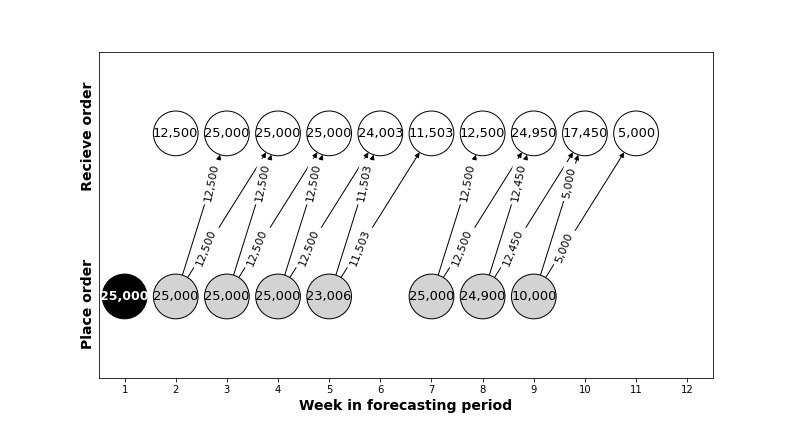 Recieve order
12,500 25,000 25,000 25,000 24,003 11,503 12,500 24,950 17,450 5,000
12,500 12,500 12,500 11,503 12,500 12,450 5,000
12,500 12,500 12,500 11,503 12,500 12,450 5,000
Place order
25,000 25,000 25,000 25,000 23,006 25,000 24,900 10,000
1 2 3 4 5 6 7 8 9 10 11 12
Week in forecasting period